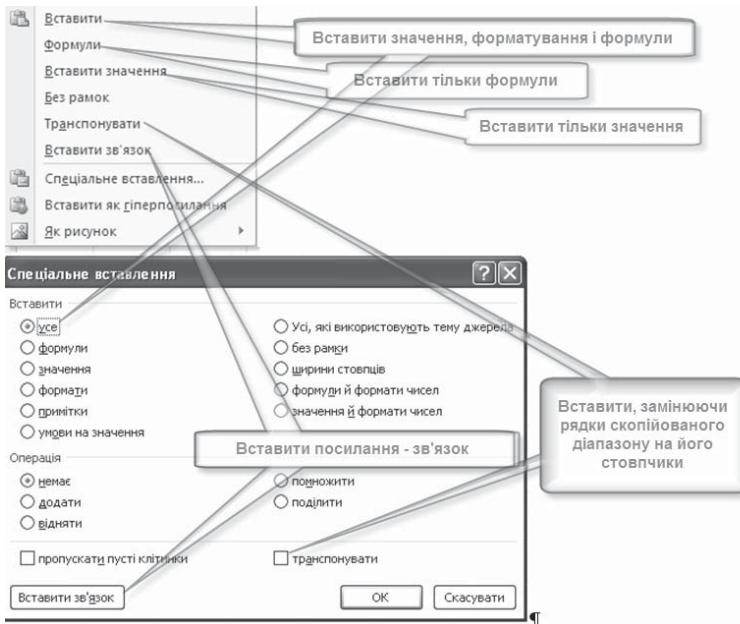 Вставити
Формули
Вставити значення
Без рамок
Транспонувати
Вставити зв'язок
Спеціальне вставлення...
Вставити як гіперпосилання
Як рисунок
Вставити значення, форматування і формули
Вставити тільки формули
Вставити тільки значення
Спеціальне вставлення
Вставити
усе
формули
значення
формати
примітки
умови на значення
Усі, які використовують тему джерела
без рамки
ширини стовпців
формули й формати чисел
значення й формати чисел
Вставити посилання - зв'язок
Вставити, замінюючи
рядки скопійованого
діапазону на його
стовпчики
Операція
немає
додати
відняти
помножити
поділити
пропускати пусті клітинки
транспонувати
Вставити зв'язок
ОК
Скасувати
¶